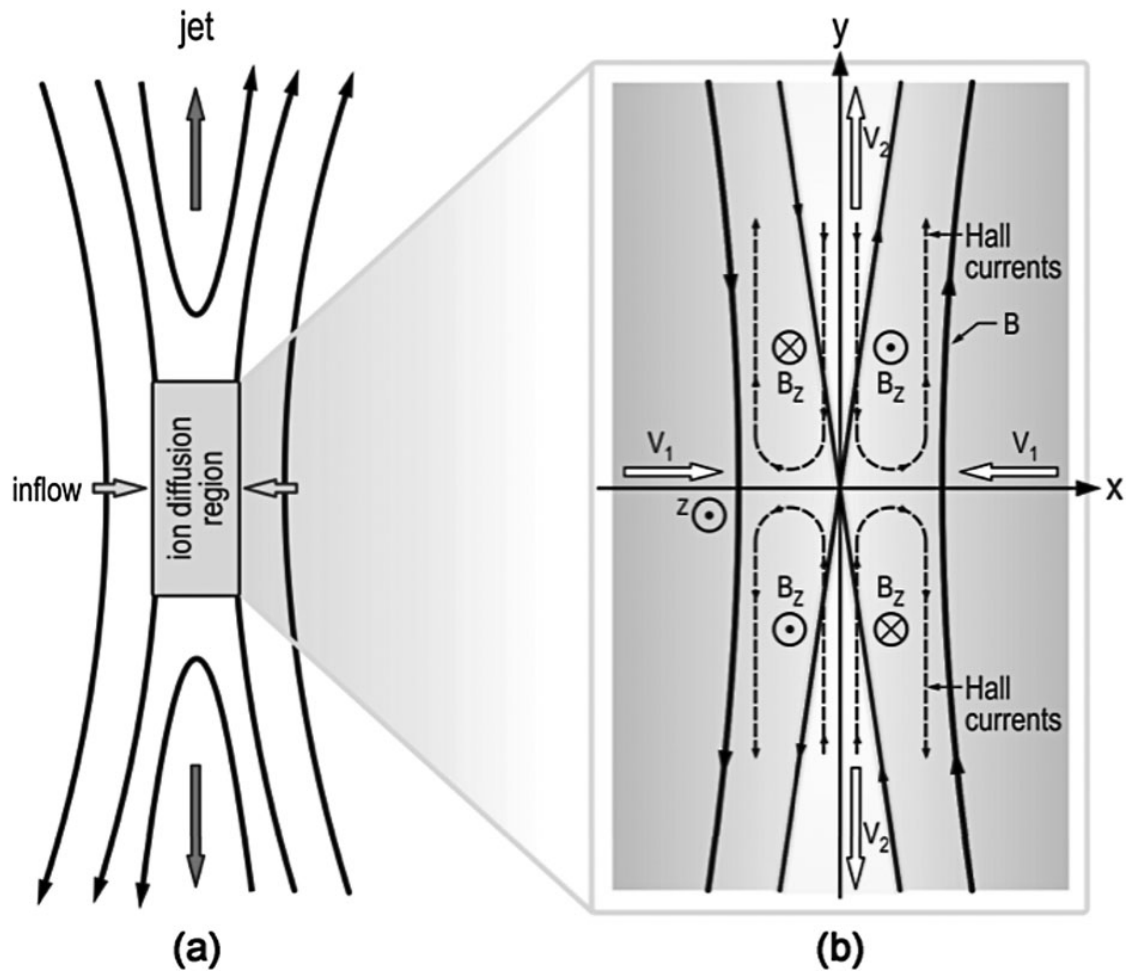 jet
inflow
ion diffusion
region
(a)
y
V2
Hall
currents
B
BZ
BZ
V1
V1
x
z
BZ
BZ
Hall
currents
V2
(b)